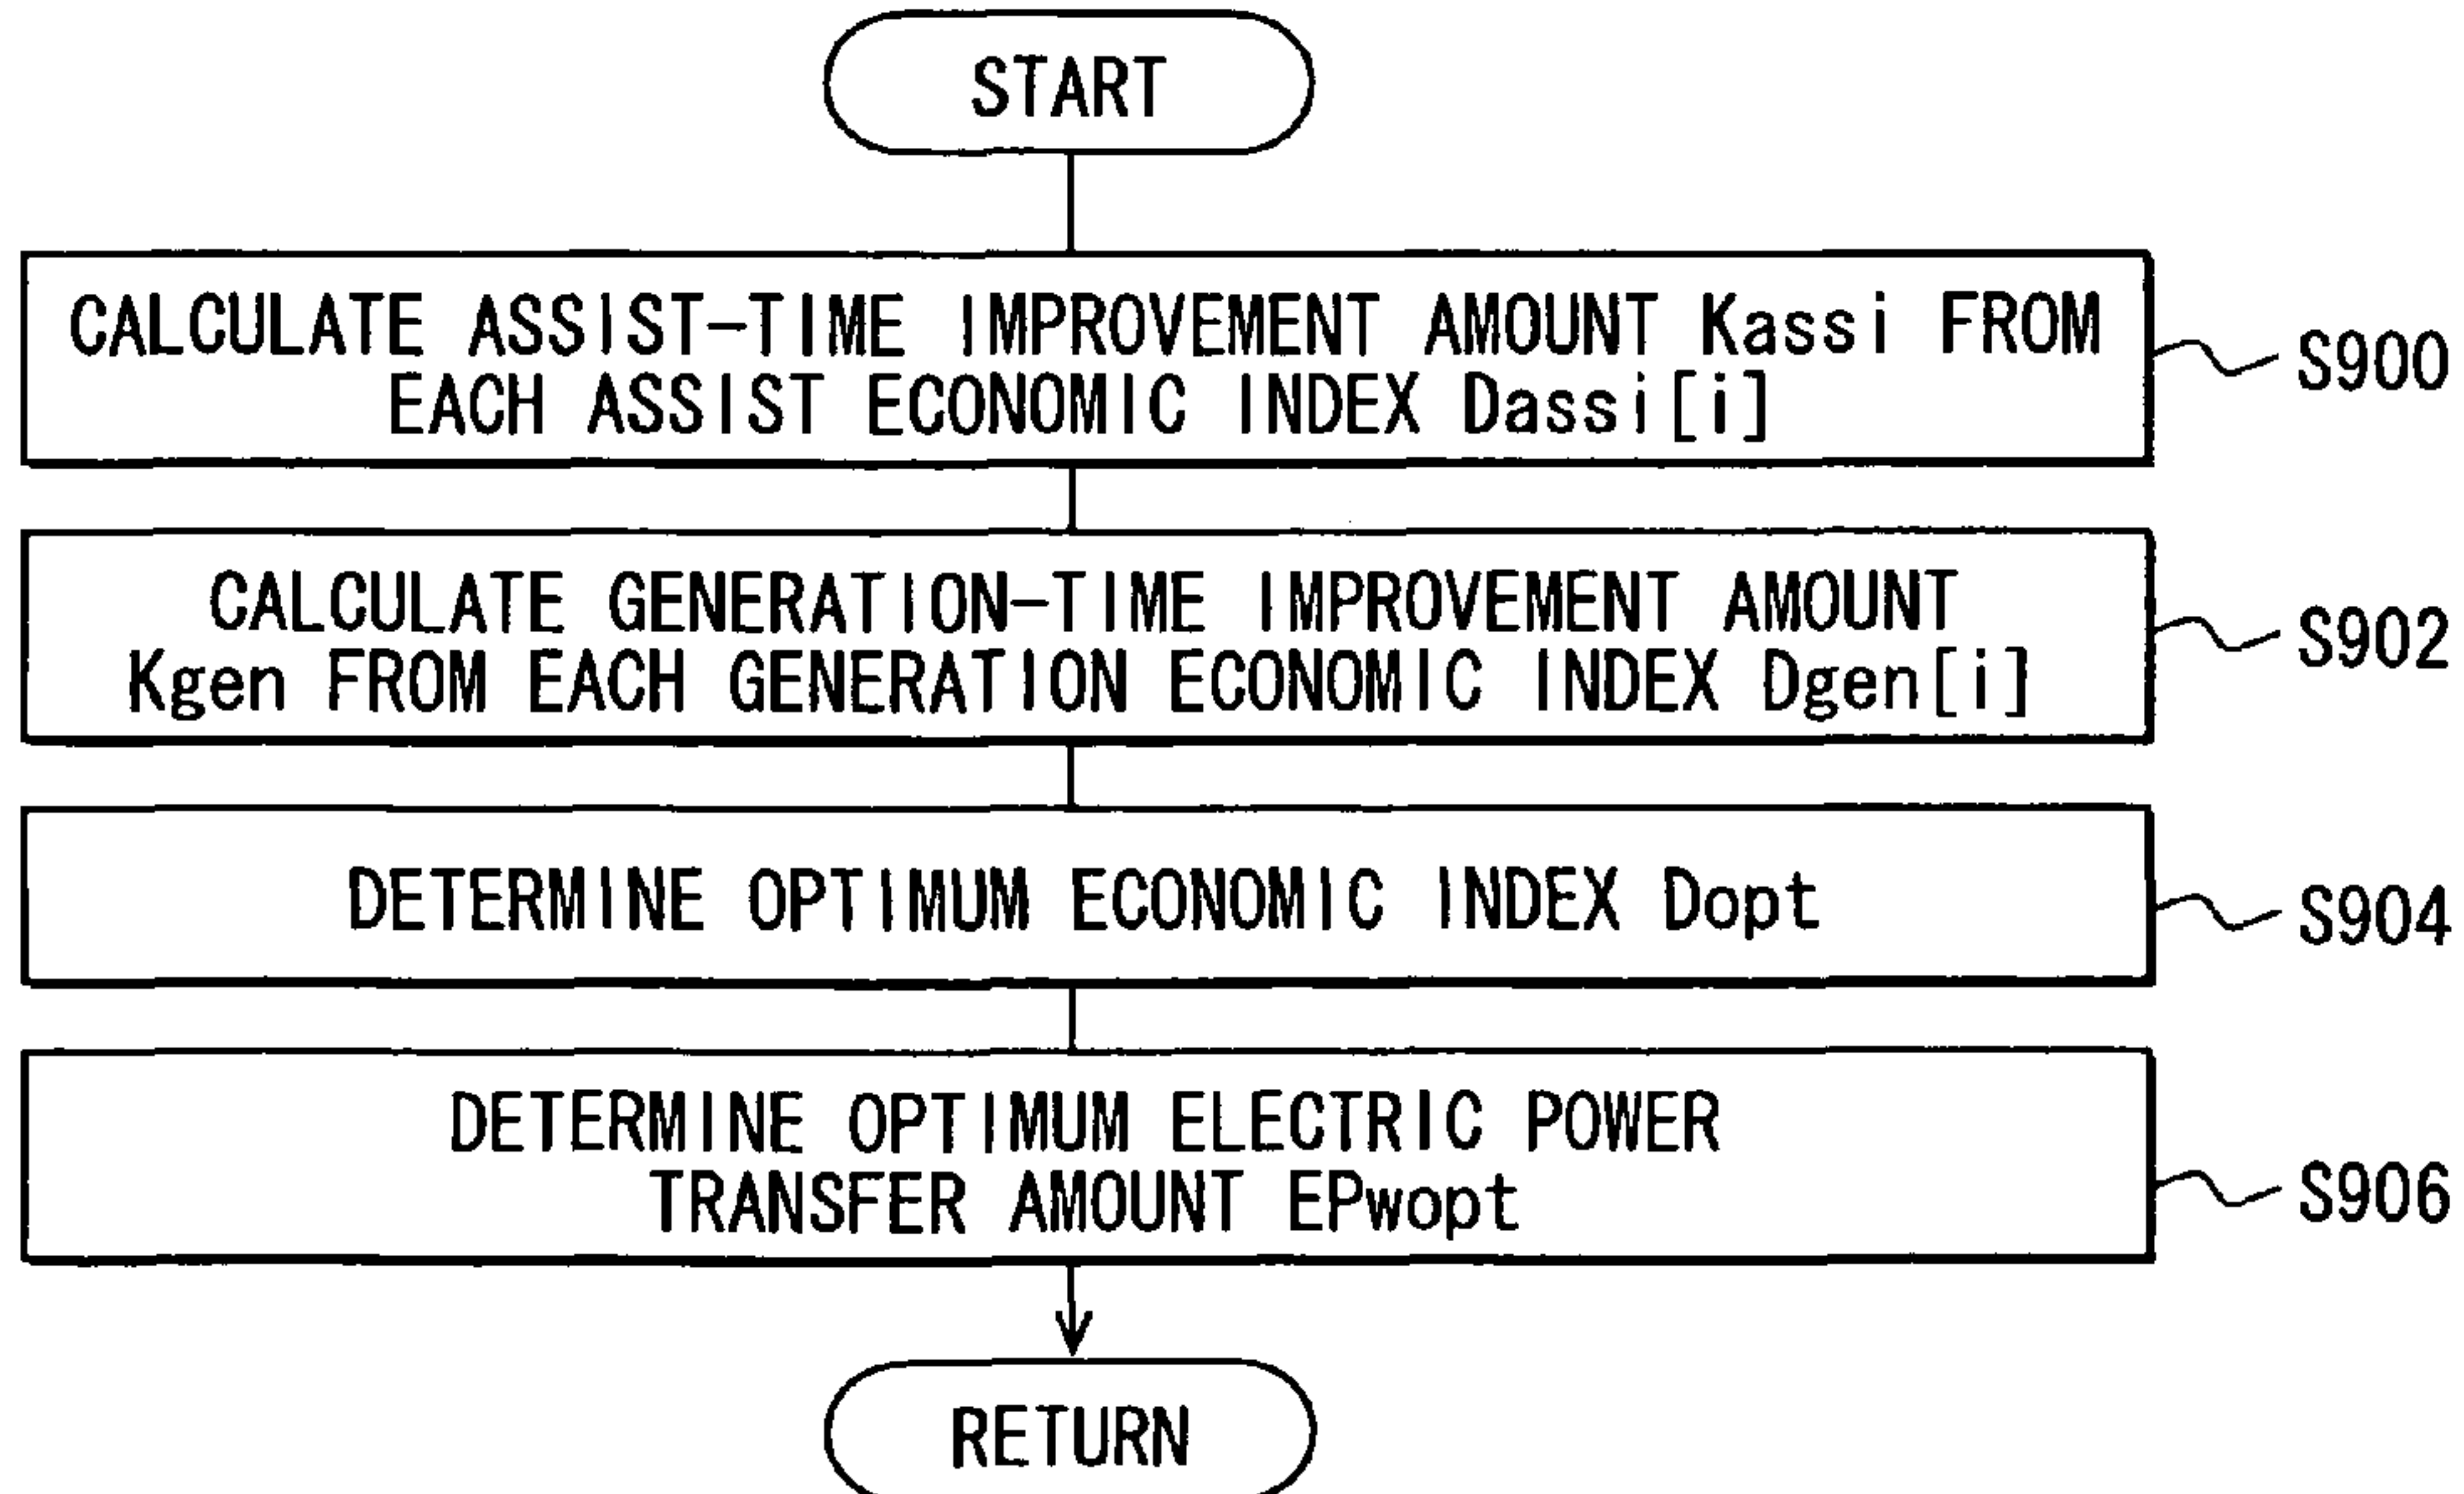 START
CALCULATE ASSIST-TIME IMPROVEMENT AMOUNT Kassi FROM
EACH ASSIST ECONOMIC INDEX Dassi[i]
S900
CALCULATE GENERATION-TIME IMPROVEMENT AMOUNT
Kgen FROM EACH GENERATION ECONOMIC INDEX Dgen[i]
S902
DETERMINE OPTIMUM ECONOMIC INDEX Dopt
S904
DETERMINE OPTIMUM ELECTRIC POWER
TRANSFER AMOUNT EPwopt
S906
RETURN